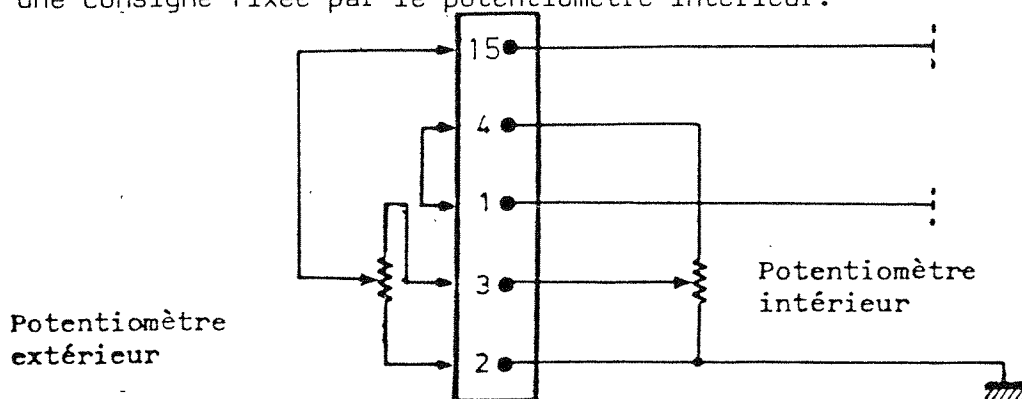 une consigne fixée par le potentiomètre intérieur.
15
4
1
3
2
Potentiomètre
intérieur
Potentiomètre
extérieur